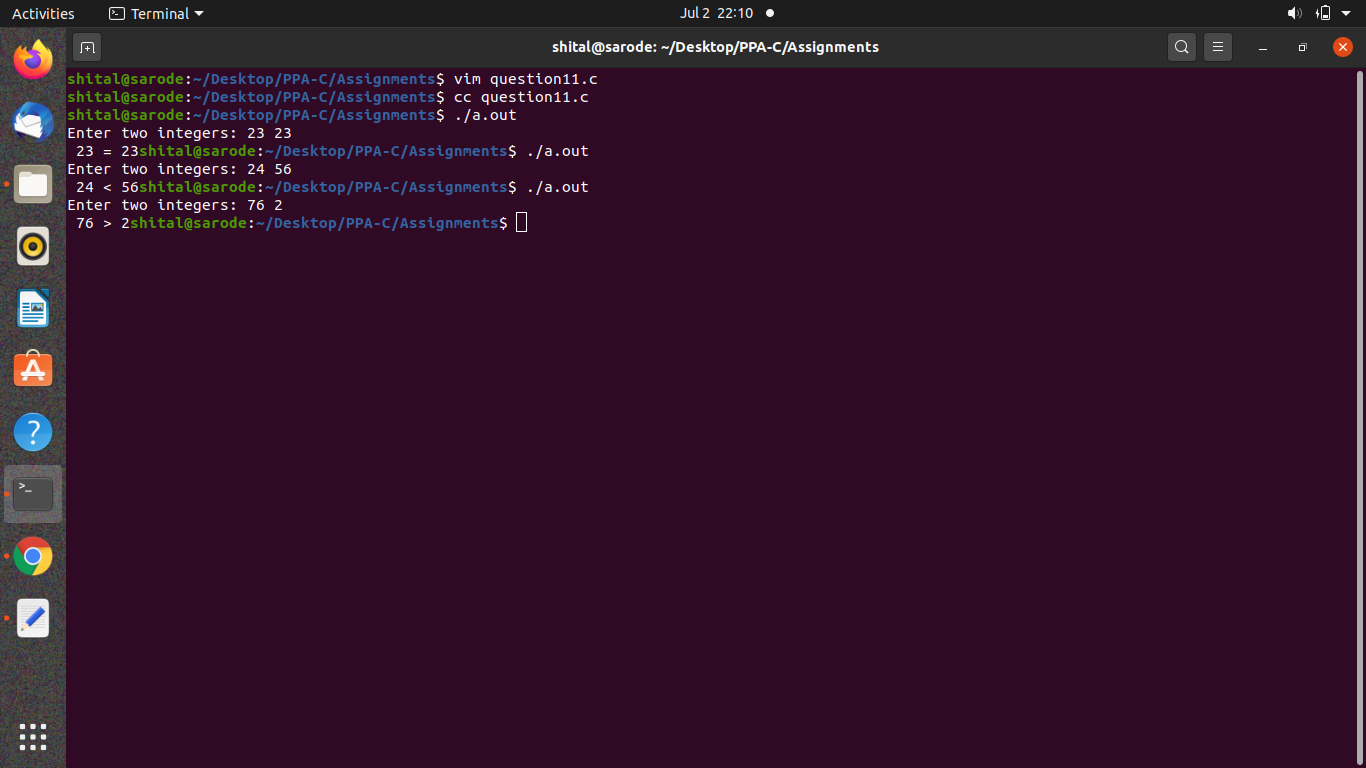 Activities Terminal Jul 2 22:10
shital@sarode: ~/Desktop/PPA-C/Assignments
shital@sarode:~/Desktop/PPA-C/Assignments$ vim question11.c
shital@sarode:~/Desktop/PPA-C/Assignments$ cc question11.c
shital@sarode:~/Desktop/PPA-C/Assignments$ ./a.out
Enter two integers: 23 23
 23 = 23shital@sarode:~/Desktop/PPA-C/Assignments$ ./a.out
Enter two integers: 24 56
 24 < 56shital@sarode:~/Desktop/PPA-C/Assignments$ ./a.out
Enter two integers: 76 2
 76 > 2shital@sarode:~/Desktop/PPA-C/Assignments$